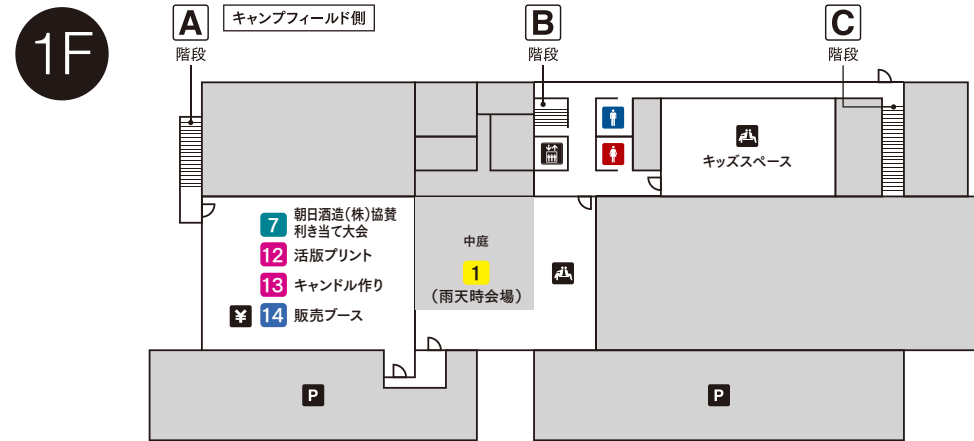 1F
A
階段
キャンプフィールド側
B
階段
C
階段
キッズスペース
7 朝日酒造(株)協賛
利き当て大会
12 活版プリント
13 キャンドル作り
¥ 14 販売ブース
中庭
1
(雨天時会場)
P
P